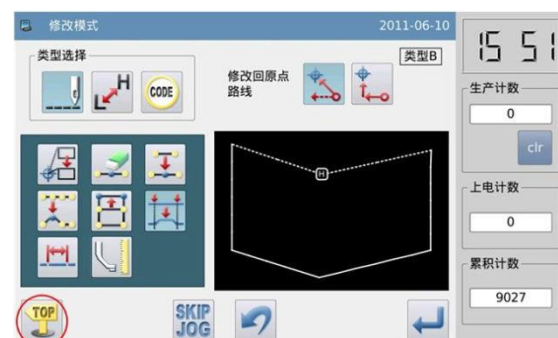 修改模式
2011-06-10
15 51
类型选择
类型B
H
L
CODE
修改回原点
路线
生产计数
0
clr
H
上电计数
0
累积计数
9027
TOP
SKIP
JOG